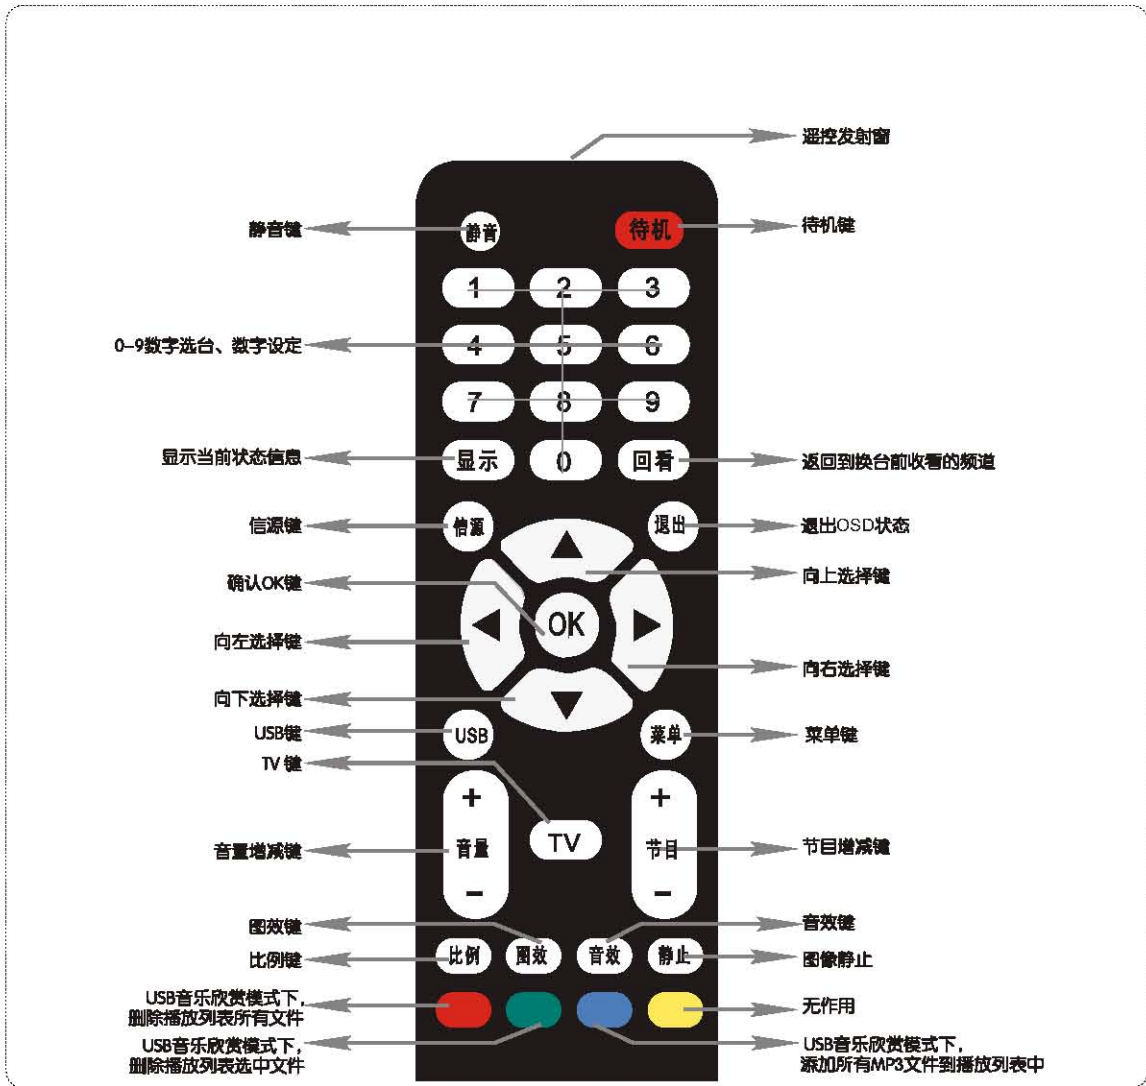 遥控发射窗
静音键
静音
待机
待机键
1 2 3
0-9数字选台、数字设定
4 5 6
7 8 9
显示当前状态信息
显示 0 回看
返回到换台前收看的频道
信源键
信源
退出
退出OSD状态
向上选择键
确认OK键
OK
向左选择键
向右选择键
向下选择键
USB键
USB
菜单
菜单键
TV 键
+ +
音量增减键
音量
TV
节目
节目增减键
- -
图效键
音效键
比例键
比例 图效 音效 静止
图像静止
USB音乐欣赏模式下,
删除播放列表所有文件
无作用
USB音乐欣赏模式下,
删除播放列表选中文件
USB音乐欣赏模式下,
添加所有MP3文件到播放列表中